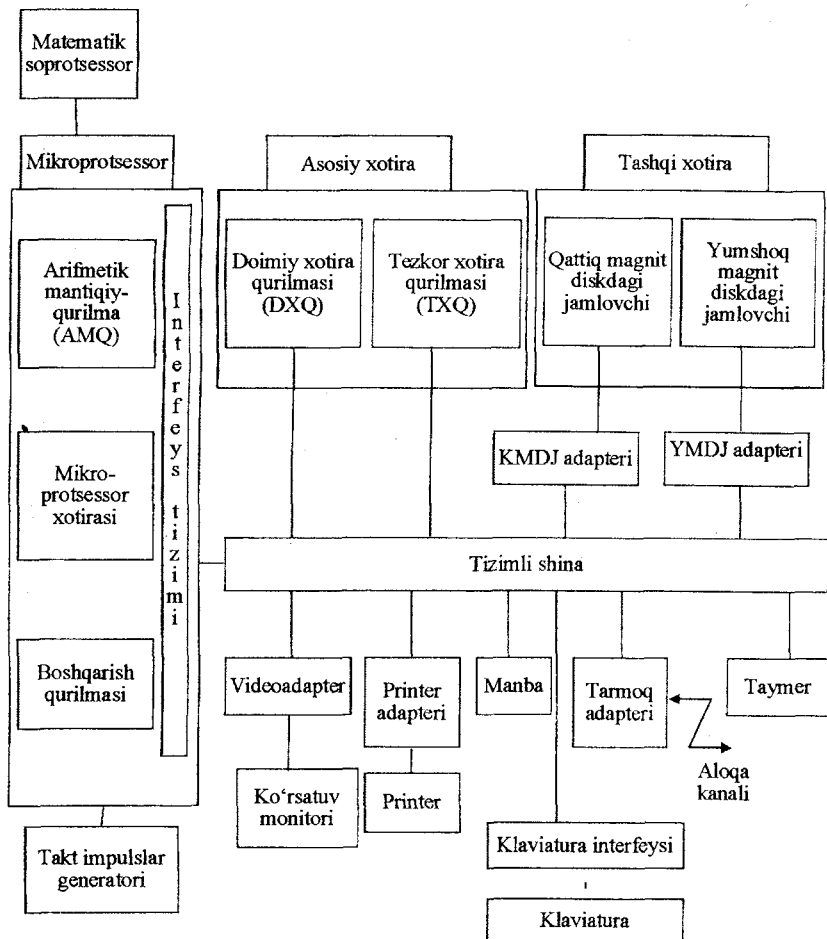 Matematik
soprotsessor
Mikroprotsessor
Asosiy xotira
Tashqi xotira
Arifmetik
mantiqiy-
qurilma
(AMQ)
Mikro-
protsessor
xotirasi
Boshqarish
qurilmasi
Interfeys tizimi
Doimiy xotira
qurilmasi
(DXQ)
Tezkor xotira
qurilmasi
(TXQ)
Qattiq magnit
diskdagi
jamlovchi
Yumshoq
magnit
diskdagi
jamlovchi
KMDJ adapteri
YMDJ adapteri
Tizimli shina
Videoadapter
Printer
adapteri
Manba
Tarmoq
adapteri
Taymer
Aloqa
kanali
Ko‘rsatuv
monitori
Printer
Takt impulslar
generatori
Klaviatura interfeysi
Klaviatura